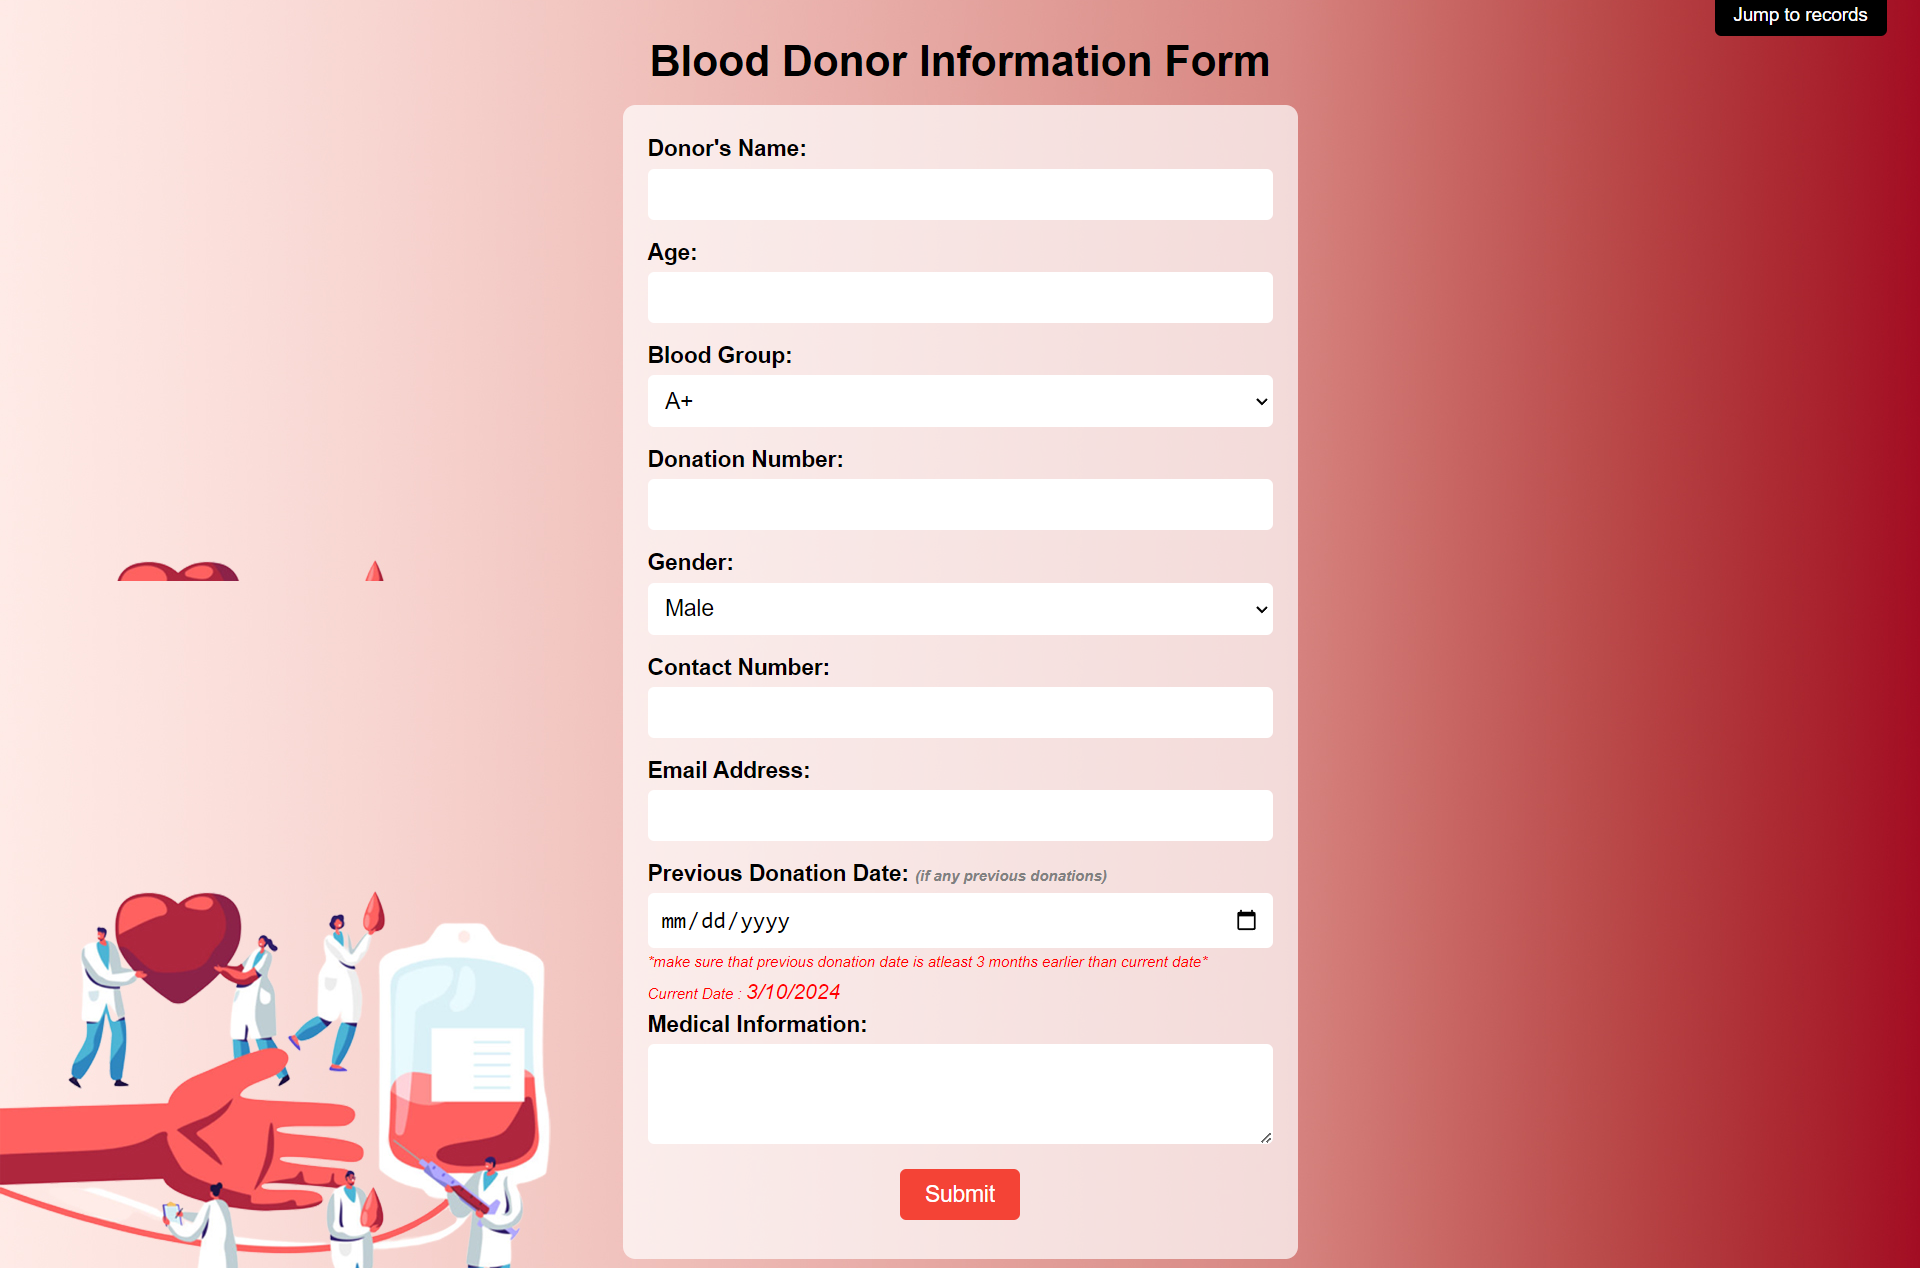 Jump to records
Blood Donor Information Form
Donor's Name:
Age:
Blood Group:
A+
Donation Number:
Gender:
Male
Contact Number:
Email Address:
Previous Donation Date: (if any previous donations)
mm/dd/yyyy
*make sure that previous donation date is atleast 3 months earlier than current date*
Current Date : 3/10/2024
Medical Information:
Submit